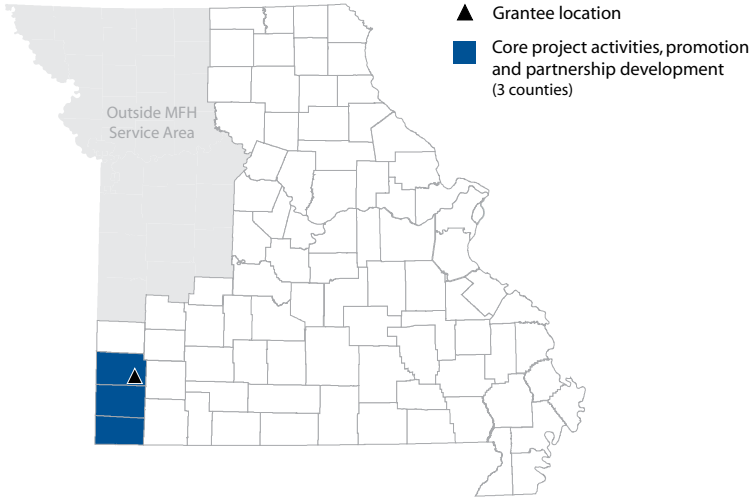 Grantee location
Core project activities, promotion
and partnership development
(3 counties)
Outside MFH
Service Area